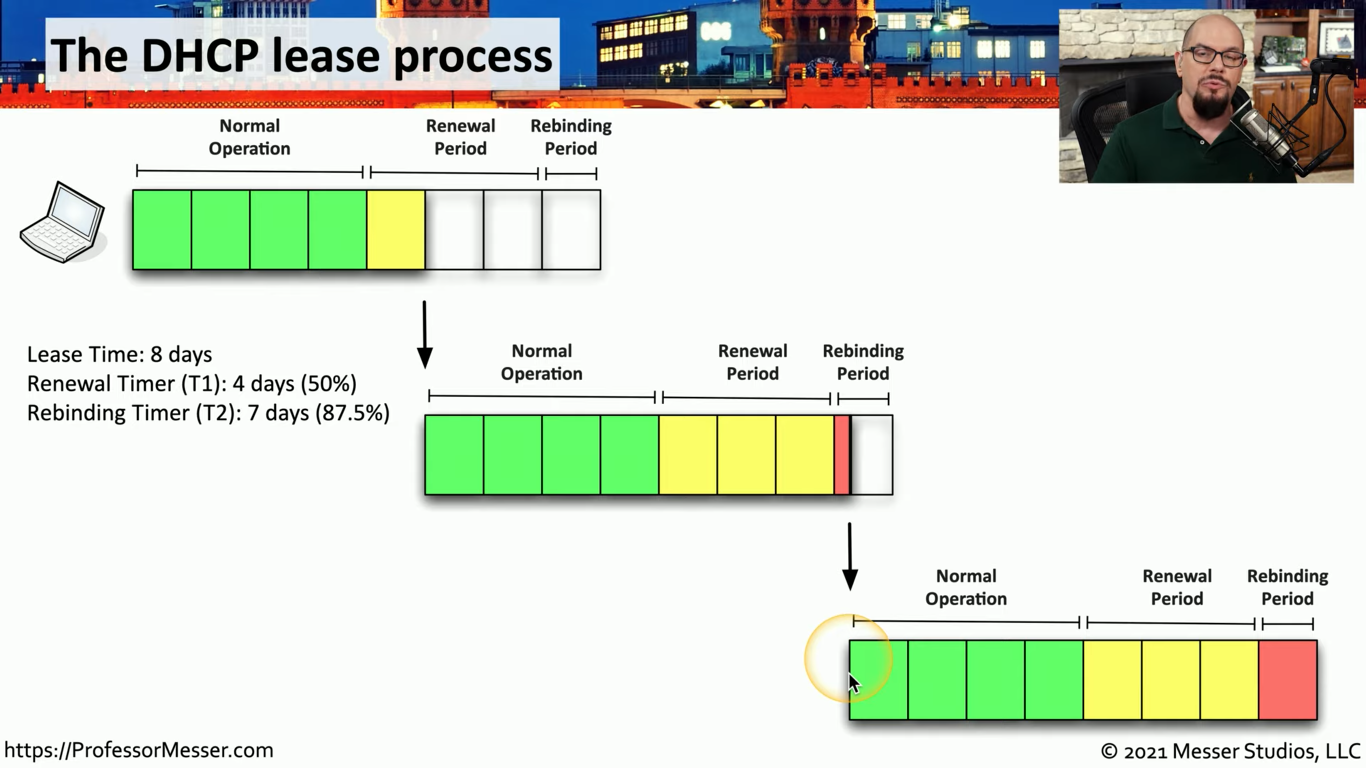 The DHCP lease process
Normal
Operation
Renewal
Period
Rebinding
Period
Lease Time: 8 days
Renewal Timer (T1): 4 days (50%)
Rebinding Timer (T2): 7 days (87.5%)
Normal
Operation
Renewal
Period
Rebinding
Period
Normal
Operation
Renewal
Period
Rebinding
Period
https://ProfessorMesser.com
© 2021 Messer Studios, LLC